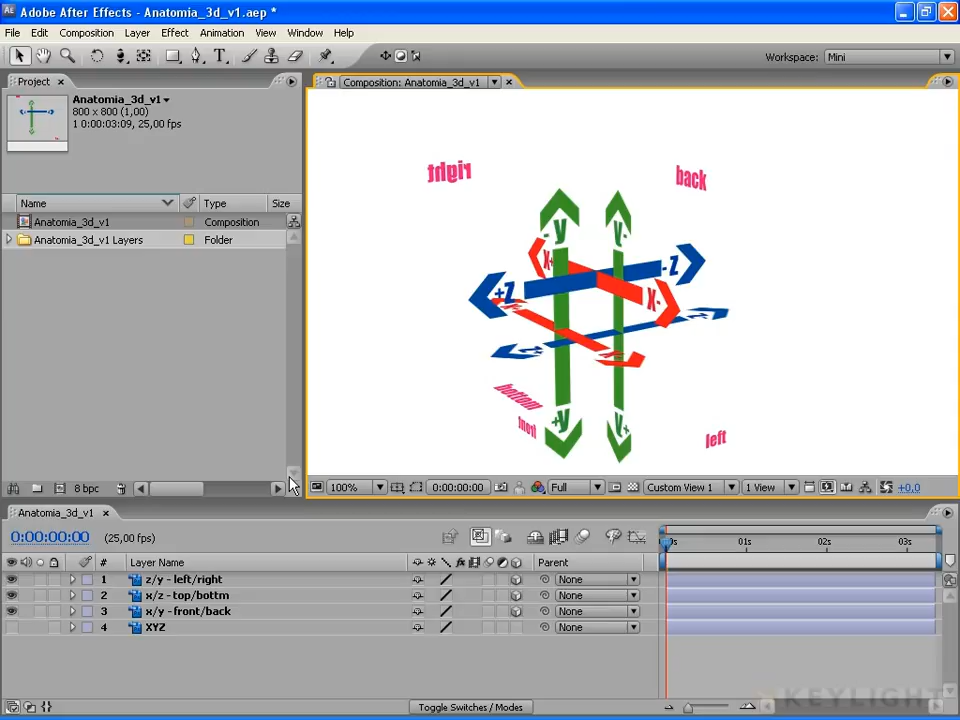 Adobe After Effects - Anatomia_3d_v1.aep *
File Edit Composition Layer Effect Animation View Window Help
Workspace: Mini
Project
Composition: Anatomia_3d_v1
Anatomia_3d_v1
800 x 800 (1,00)
Δ 0:00:03:09, 25,00 fps
Name Type Size
Anatomia_3d_v1 Composition
Anatomia_3d_v1 Layers Folder
right
back
-y
y-
x+
-z
+z
x-
bottom
front
+y
y+
left
8 bpc
100% 0:00:00:00 Full Custom View 1 1 View +0,0
Anatomia_3d_v1
0:00:00:00 (25,00 fps)
01s 02s 03s
# Layer Name Parent
1 z/y - left/right None
2 x/z - top/bottm None
3 x/y - front/back None
4 XYZ None
Toggle Switches / Modes
KEYLIGHT